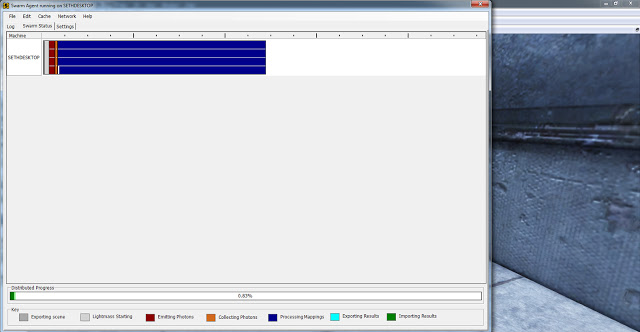 Swarm Agent running on SETHDESKTOP
File Edit Cache Network Help
Log Swarm Status Settings
Machine
SETHDESKTOP
Distributed Progress
0.83%
Key
Exporting scene Lightmass Starting Emitting Photons Collecting Photons Processing Mappings Exporting Results Importing Results